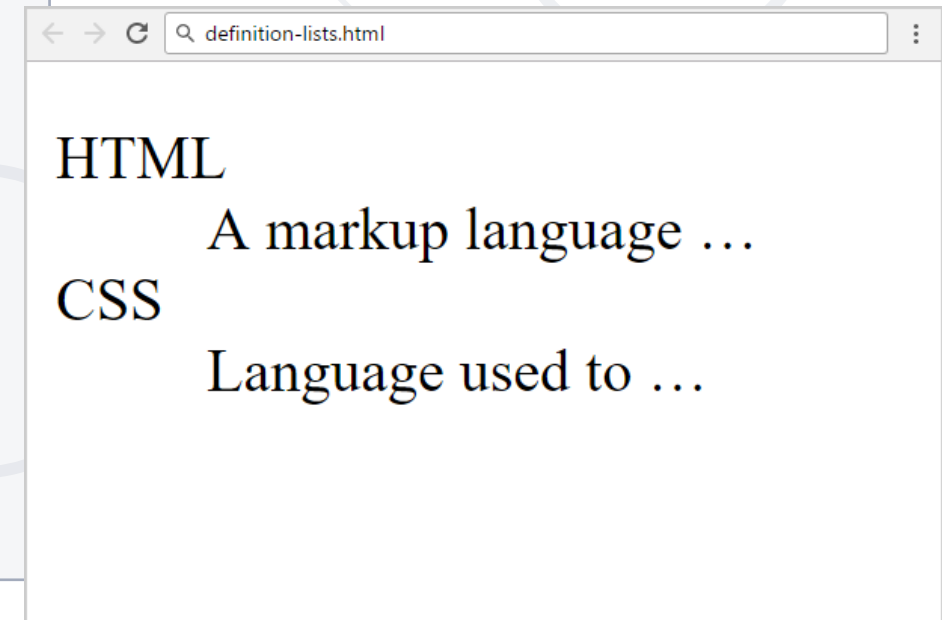 definition-lists.html
HTML
A markup language …
CSS
Language used to …